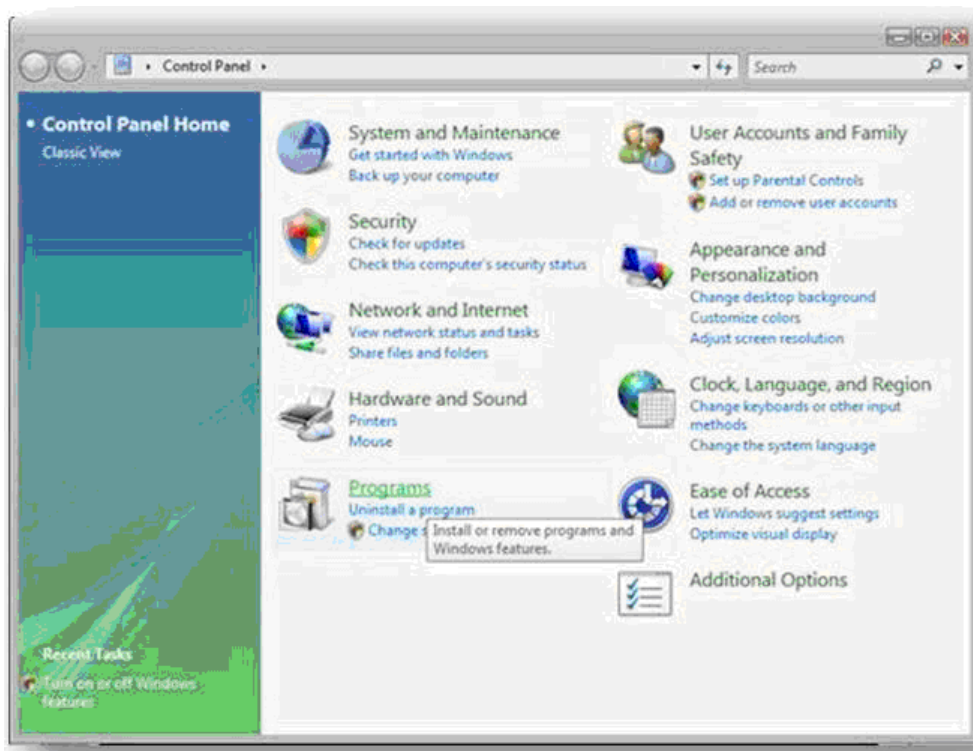 Control Panel
Search
Control Panel Home
Classic View
System and Maintenance
Get started with Windows
Back up your computer
Security
Check for updates
Check this computer's security status
Network and Internet
View network status and tasks
Share files and folders
Hardware and Sound
Printers
Mouse
Programs
Uninstall a program
Change s
Install or remove programs and
Windows features.
User Accounts and Family
Safety
Set up Parental Controls
Add or remove user accounts
Appearance and
Personalization
Change desktop background
Customize colors
Adjust screen resolution
Clock, Language, and Region
Change keyboards or other input
methods
Change the system language
Ease of Access
Let Windows suggest settings
Optimize visual display
Additional Options
Recent Tasks
Turn on or off Windows
features